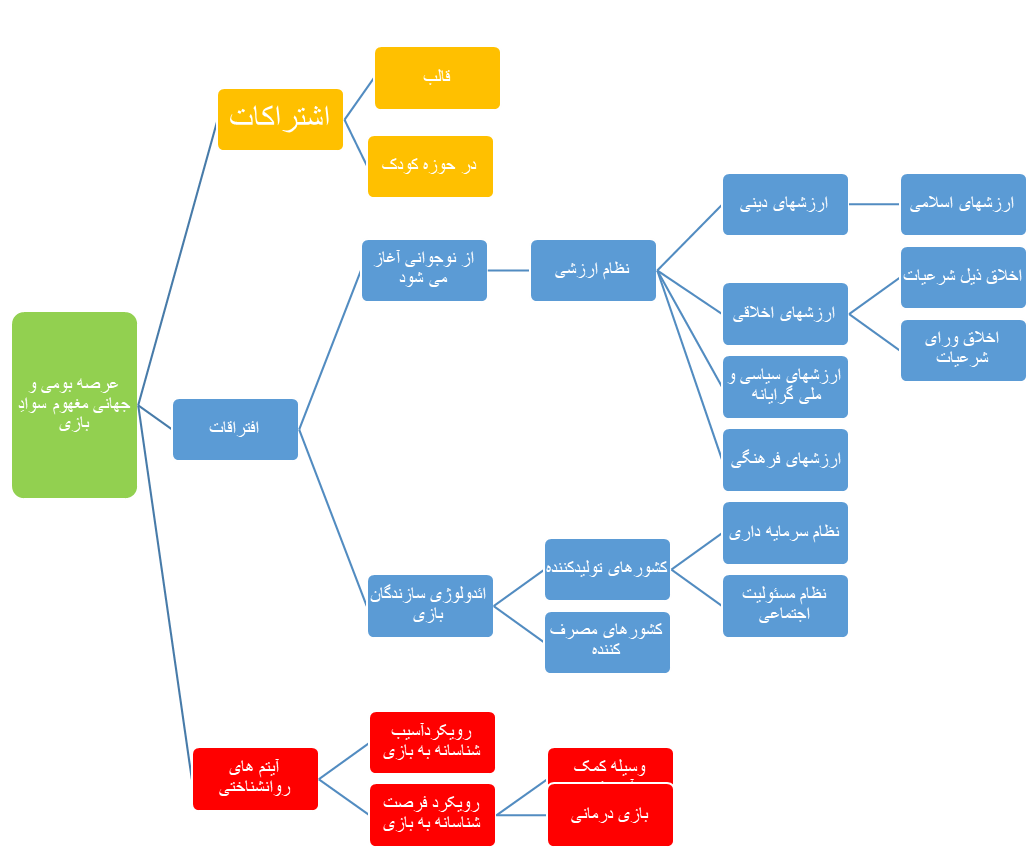 قالب
اشتراکات
در حوزه کودک
ارزشهای دینی
ارزشهای اسلامی
از نوجوانی آغاز
می شود
نظام ارزشی
اخلاق ذیل شرعیات
ارزشهای اخلاقی
اخلاق ورای
شرعیات
عرصه بومی و
جهانی مفهوم سوادِ
بازی
ارزشهای سیاسی و
ملی گرایانه
افتراقات
ارزشهای فرهنگی
نظام سرمایه داری
کشورهای تولیدکننده
ائدولوژی سازندگان
بازی
نظام مسئولیت
اجتماعی
کشورهای مصرف
کننده
رویکردآسیب
شناسانه به بازی
آیتم های
روانشناختی
وسیله کمک
رویکرد فرصت
شناسانه به بازی
بازی درمانی